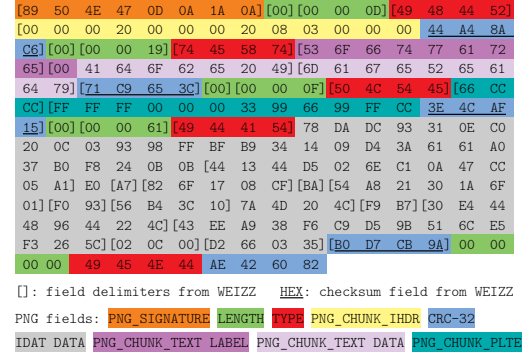 [89 50 4E 47 0D 0A 1A 0A][00][00 00 0D][49 48 44 52]
[00 00 00 20 00 00 00 20 08 03 00 00 00 44 A4 8A
C6][00][00 00 19][74 45 58 74][53 6F 66 74 77 61 72
65][00 41 64 6F 62 65 20 49][6D 61 67 65 52 65 61
64 79][71 C9 65 3C][00][00 00 0F][50 4C 54 45][66 CC
CC][FF FF FF 00 00 00 33 99 66 99 FF CC 3E 4C AF
15][00][00 00 61][49 44 41 54] 78 DA DC 93 31 0E C0
20 0C 03 93 98 FF BF B9 34 14 09 D4 3A 61 61 A0
37 B0 F8 24 0B 0B [44 13 44 D5 02 6E C1 0A 47 CC
05 A1] E0 [A7][82 6F 17 08 CF][BA][54 A8 21 30 1A 6F
01][F0 93][56 B4 3C 10] 7A 4D 20 4C][F9 B7][30 E4 44
48 96 44 22 4C][43 EE A9 38 F6 C9 D5 9B 51 6C E5
F3 26 5C][02 0C 00][D2 66 03 35][B0 D7 CB 9A] 00 00
00 00 49 45 4E 44 AE 42 60 82
[]: field delimiters from WEIZZ HEX: checksum field from WEIZZ
PNG fields: PNG_SIGNATURE LENGTH TYPE PNG_CHUNK_IHDR CRC-32
IDAT DATA PNG_CHUNK_TEXT LABEL PNG_CHUNK_TEXT DATA PNG_CHUNK_PLTE